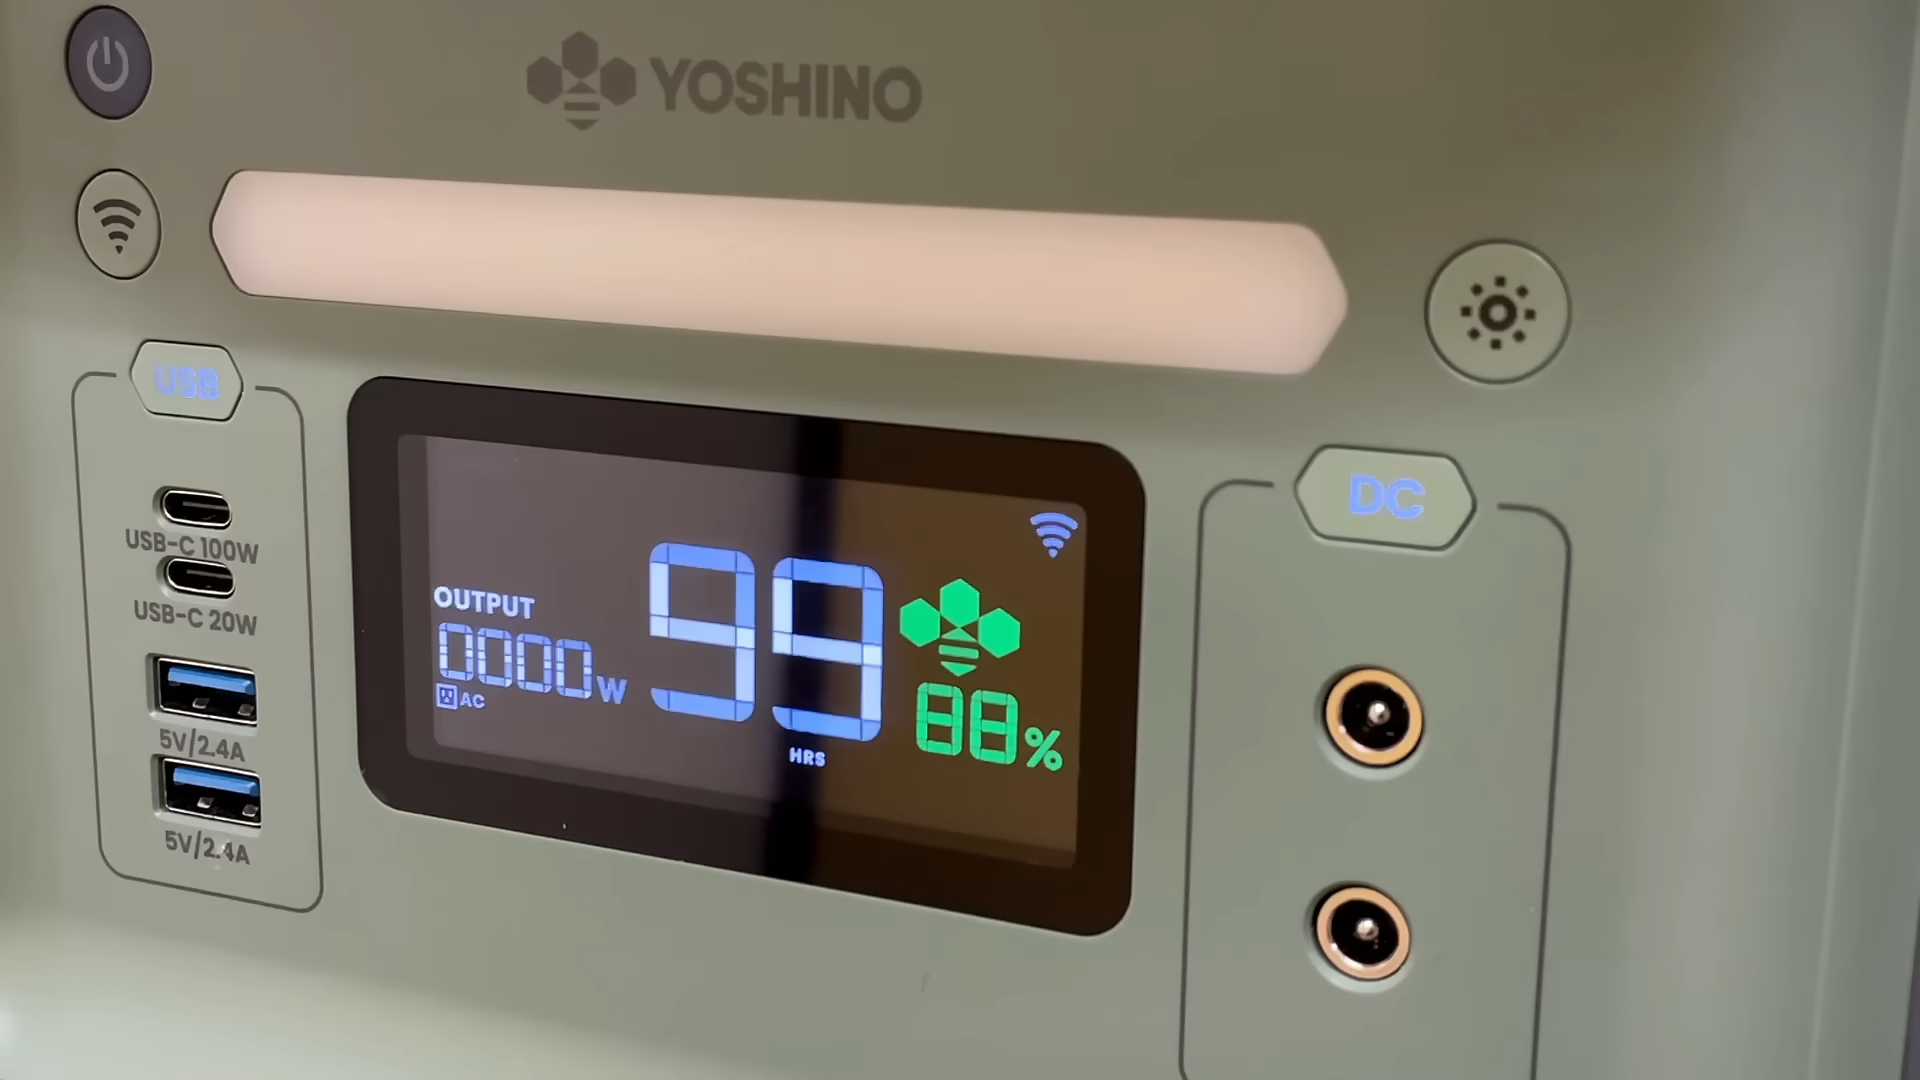 YOSHINO
USB
USB-C 100W
USB-C 20W
5V/2.4A
5V/2.4A
OUTPUT
0000W
AC
99
HRS
88%
DC